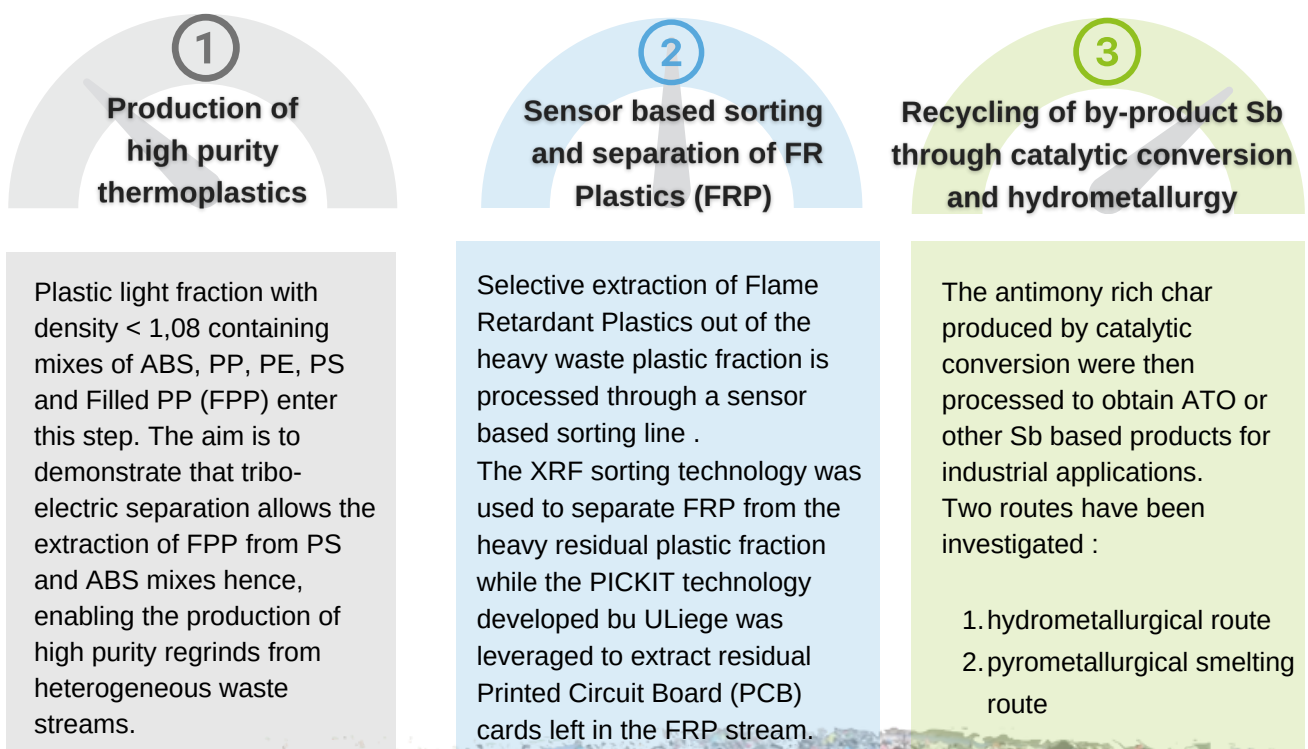 1
Production of
high purity
thermoplastics
Plastic light fraction with
density < 1,08 containing
mixes of ABS, PP, PE, PS
and Filled PP (FPP) enter
this step. The aim is to
demonstrate that tribo-
electric separation allows the
extraction of FPP from PS
and ABS mixes hence,
enabling the production of
high purity regrinds from
heterogeneous waste
streams.
2
Sensor based sorting
and separation of FR
Plastics (FRP)
Selective extraction of Flame
Retardant Plastics out of the
heavy waste plastic fraction is
processed through a sensor
based sorting line .
The XRF sorting technology was
used to separate FRP from the
heavy residual plastic fraction
while the PICKIT technology
developed bu ULiege was
leveraged to extract residual
Printed Circuit Board (PCB)
cards left in the FRP stream.
3
Recycling of by-product Sb
through catalytic conversion
and hydrometallurgy
The antimony rich char
produced by catalytic
conversion were then
processed to obtain ATO or
other Sb based products for
industrial applications.
Two routes have been
investigated :
1. hydrometallurgical route
2. pyrometallurgical smelting
route